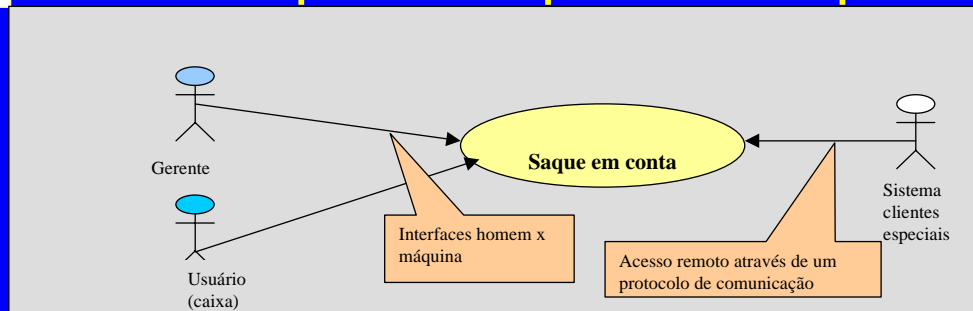 Gerente
Saque em conta
Sistema
clientes
especiais
Interfaces homem x
máquina
Acesso remoto através de um
protocolo de comunicação
Usuário
(caixa)